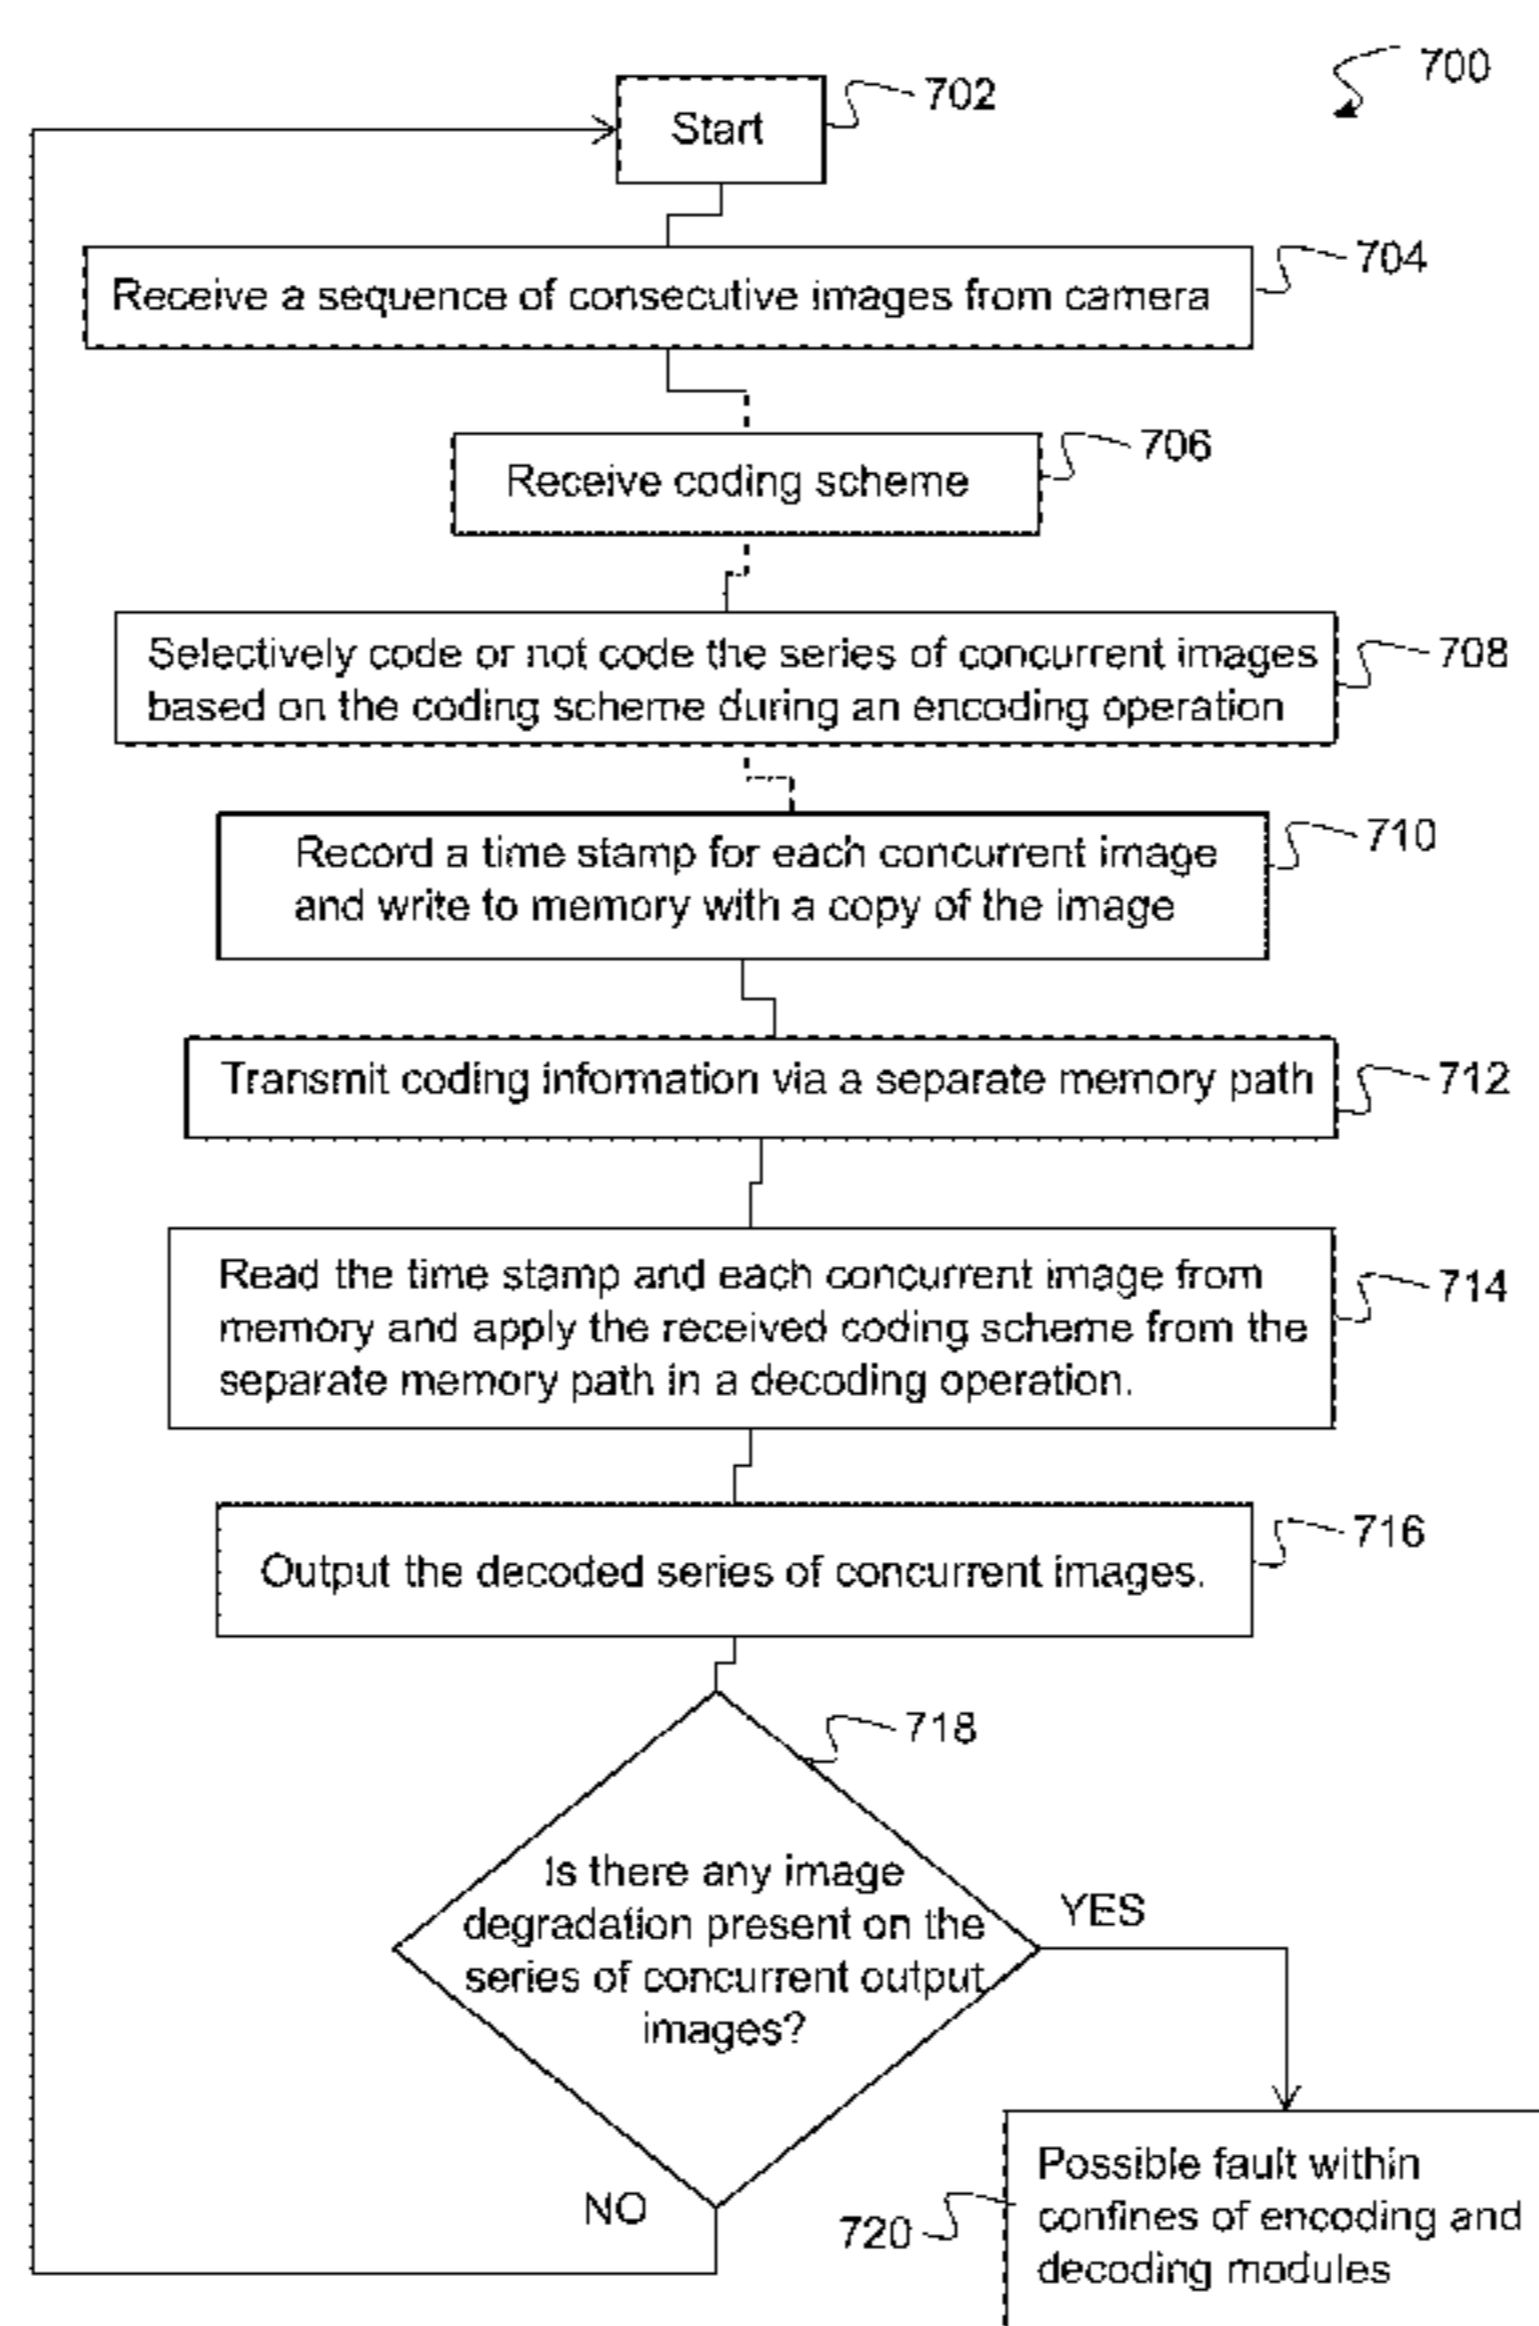 700
Start
702
Receive a sequence of consecutive images from camera
704
Receive coding scheme
706
Selectively code or not code the series of concurrent images
based on the coding scheme during an encoding operation
708
Record a time stamp for each concurrent image
and write to memory with a copy of the image
710
Transmit coding information via a separate memory path
712
Read the time stamp and each concurrent image from
memory and apply the received coding scheme from the
separate memory path in a decoding operation.
714
Output the decoded series of concurrent images.
716
718
Is there any image
degradation present on the
series of concurrent output
images?
YES
NO
Possible fault within
confines of encoding and
decoding modules
720